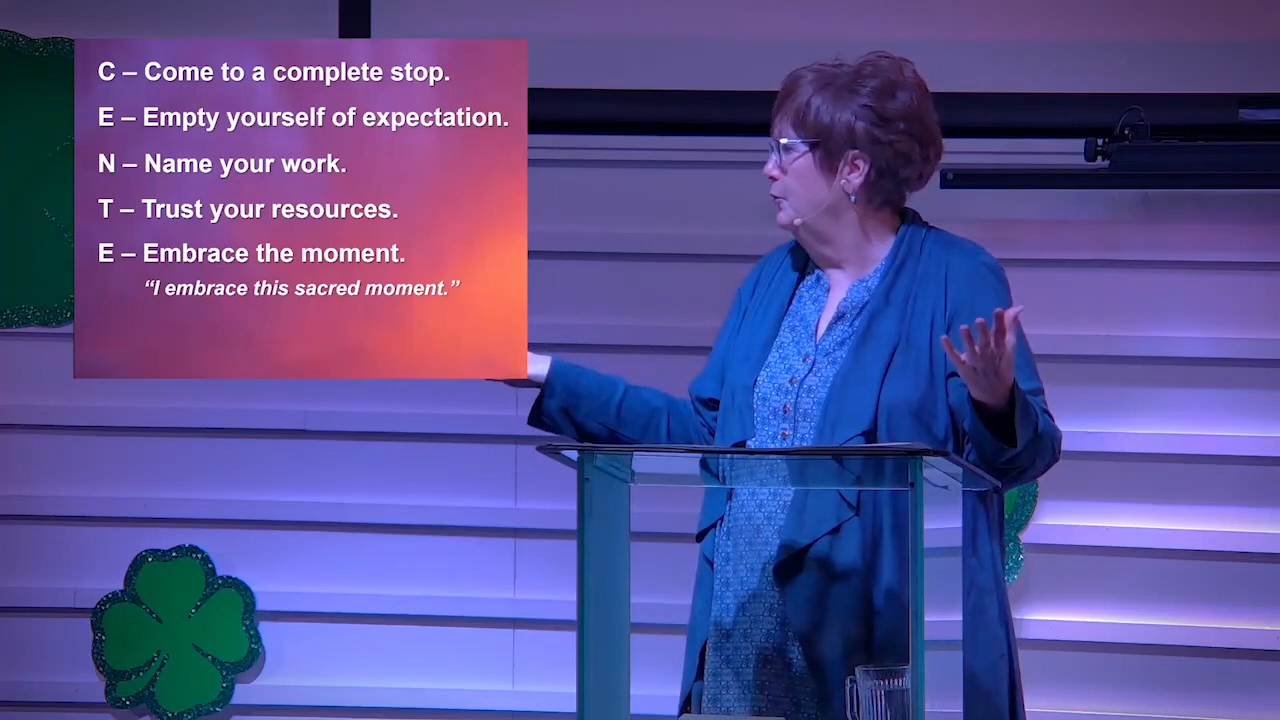 C – Come to a complete stop.
E – Empty yourself of expectation.
N – Name your work.
T – Trust your resources.
E – Embrace the moment.
“I embrace this sacred moment.”